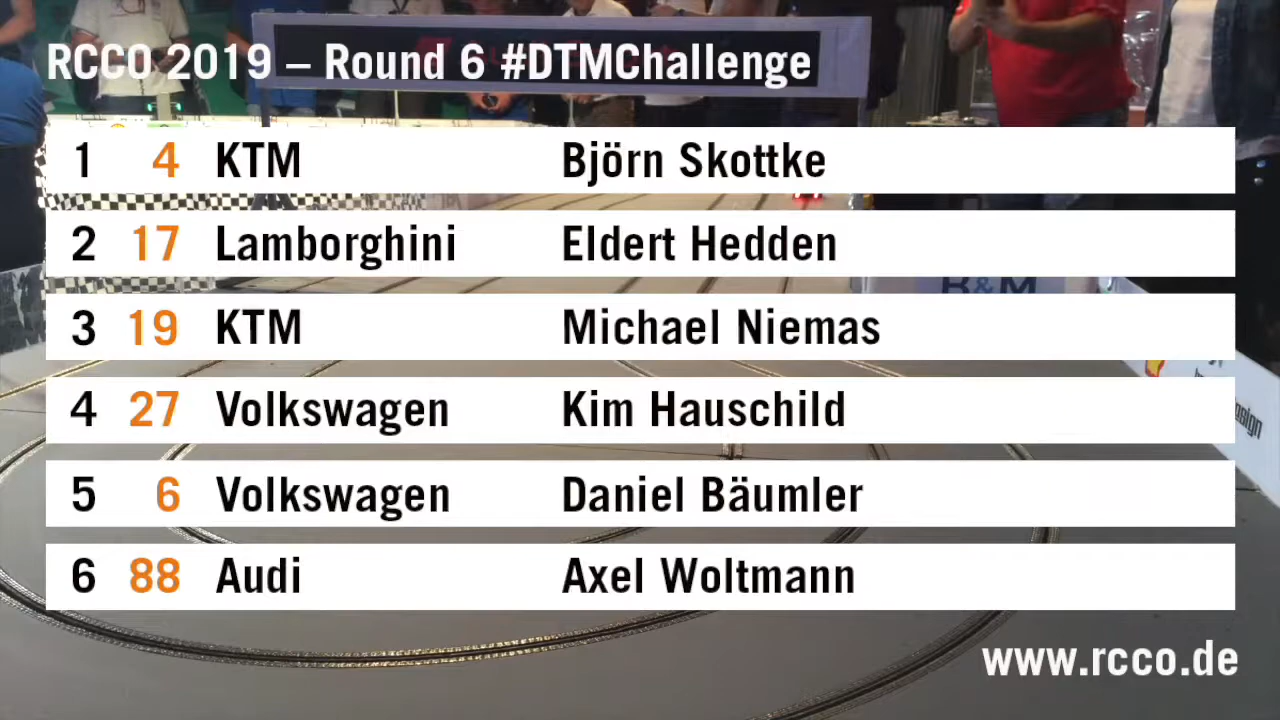 RCCO 2019 – Round 6 #DTMChallenge
1 4 KTM Björn Skottke
2 17 Lamborghini Eldert Hedden
3 19 KTM Michael Niemas
4 27 Volkswagen Kim Hauschild
5 6 Volkswagen Daniel Bäumler
6 88 Audi Axel Woltmann
www.rcco.de